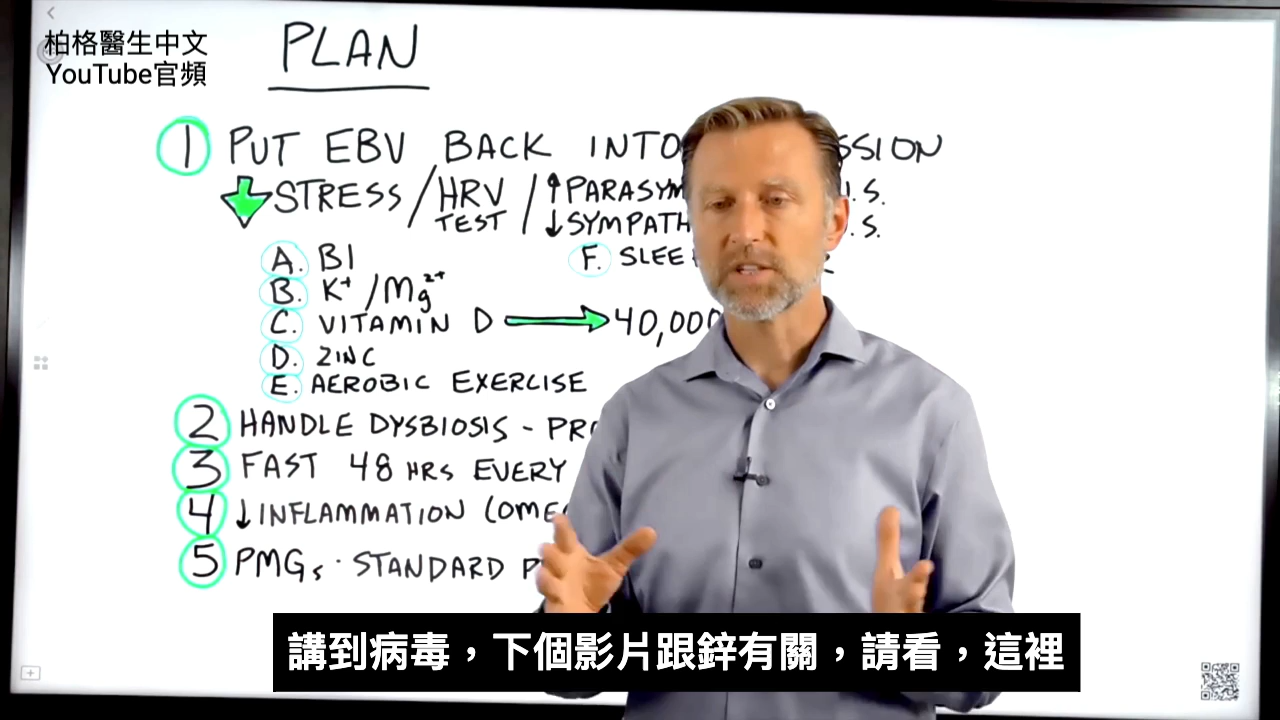 柏格醫生中文
YouTube官頻
PLAN
1 PUT EBV BACK INTO SSION
STRESS / HRV TEST / ↑ PARASYM .S.
↓ SYMPATH .S.
A. B1
F. SLEE
B. K+ / Mg2+
C. VITAMIN D → 40,000
D. ZINC
E. AEROBIC EXERCISE
2 HANDLE DYSBIOSIS - PRO
3 FAST 48 HRS EVERY
4 ↓ INFLAMMATION (OMEG
5 PMGs · STANDARD P
講到病毒，下個影片跟鋅有關，請看，這裡